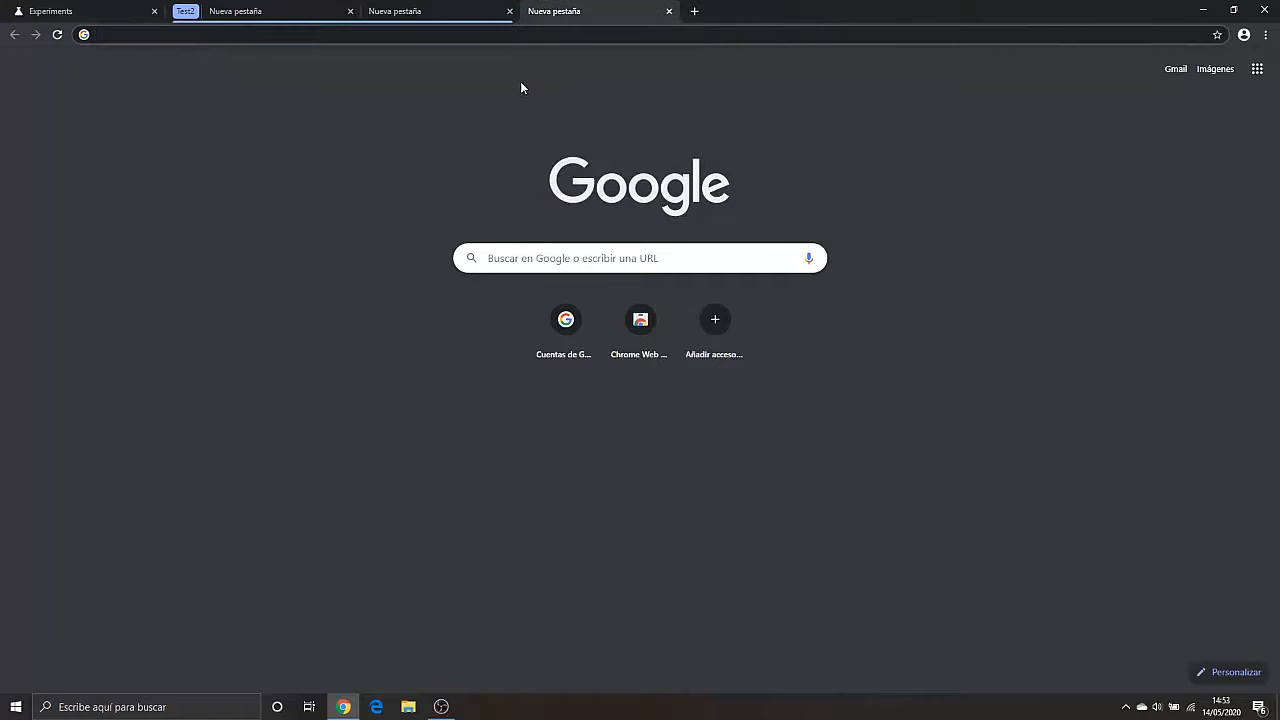 Experiments
Test2
Nueva pestaña
Nueva pestaña
Nueva pestaña
Gmail Imágenes
Google
Buscar en Google o escribir una URL
Cuentas de G... Chrome Web ... Añadir acceso...
Personalizar
Escribe aquí para buscar
14:53
14/05/2020
6